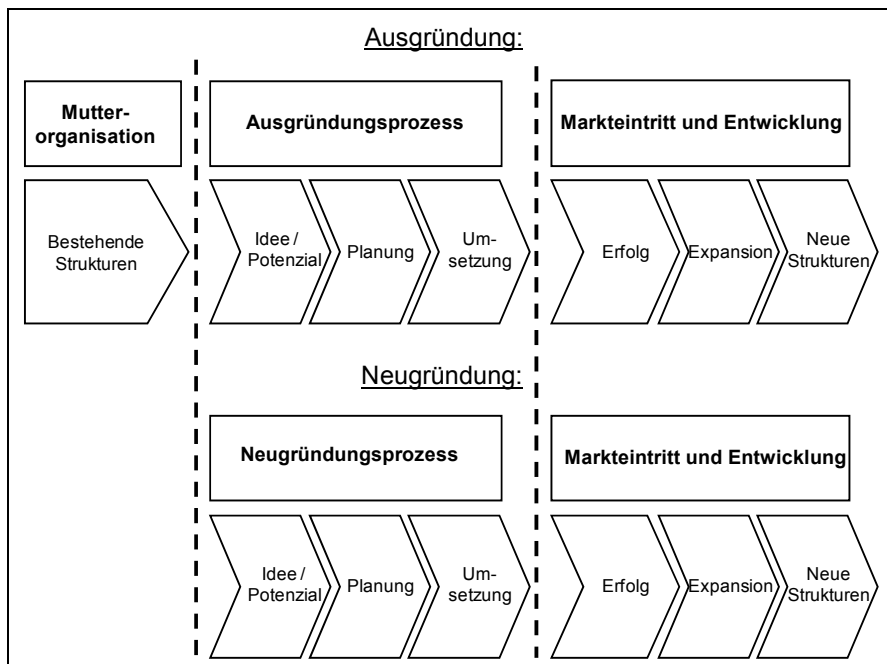 Ausgründung:
Mutter-
organisation
Ausgründungsprozess
Markteintritt und Entwicklung
Bestehende
Strukturen
Idee /
Potenzial
Planung
Um-
setzung
Erfolg
Expansion
Neue
Strukturen
Neugründung:
Neugründungsprozess
Markteintritt und Entwicklung
Idee /
Potenzial
Planung
Um-
setzung
Erfolg
Expansion
Neue
Strukturen